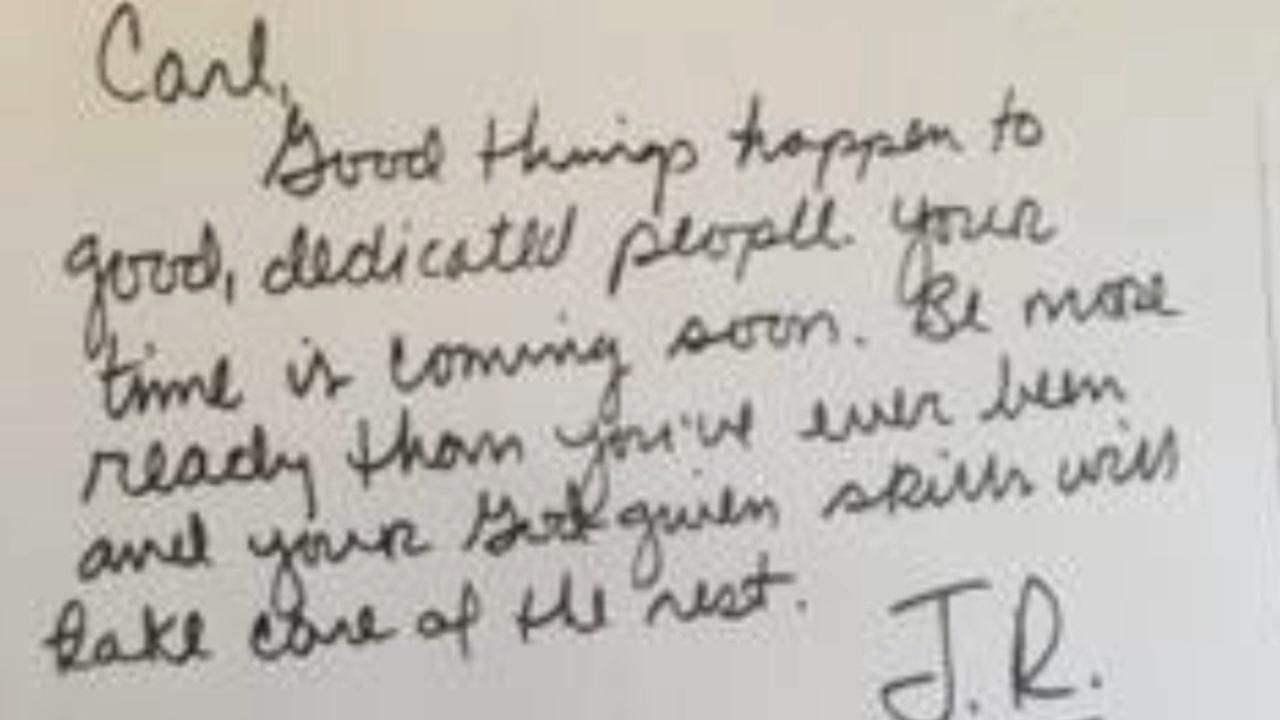 Carl,
Good things happen to
good, dedicated people. Your
time is coming soon. Be more
ready than you've ever been
and your God given skills will
take care of the rest.
J.R.